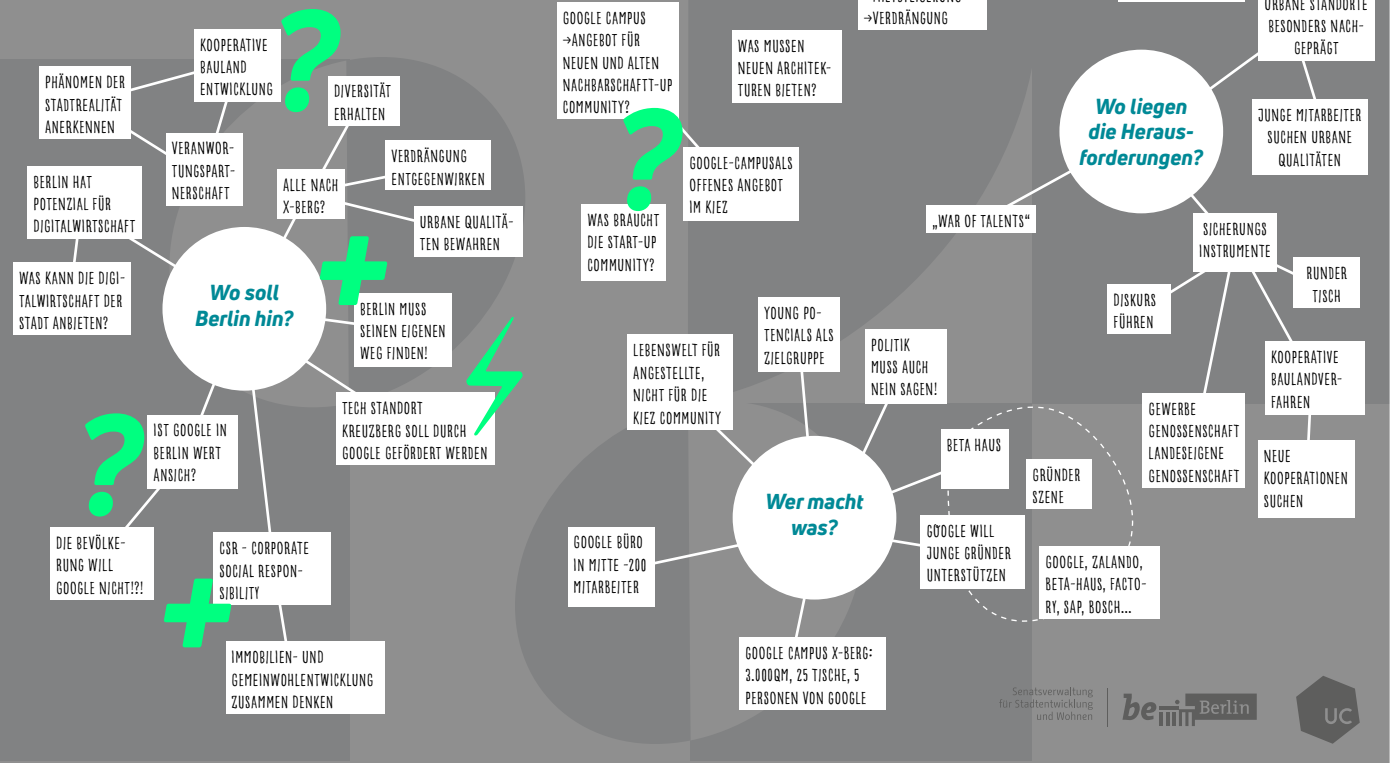 KOOPERATIVE
BAULAND
ENTWICKLUNG
?
PHÄNOMEN DER
STADTREALITÄT
ANERKENNEN
VERANWOR-
TUNGSPART-
NERSCHAFT
DIVERSITÄT
ERHALTEN
VERDRÄNGUNG
ENTGEGENWIRKEN
ALLE NACH
X-BERG?
URBANE QUALITÄ-
TEN BEWAHREN
BERLIN HAT
POTENZIAL FÜR
DIGITALWIRTSCHAFT
WAS KANN DIE DIGI-
TALWIRTSCHAFT DER
STADT ANBIETEN?
Wo soll
Berlin hin?
+
BERLIN MUSS
SEINEN EIGENEN
WEG FINDEN!
TECH STANDORT
KREUZBERG SOLL DURCH
GOOGLE GEFÖRDERT WERDEN
?
IST GOOGLE IN
BERLIN WERT
ANSICH?
DIE BEVÖLKE-
RUNG WILL
GOOGLE NICHT!?!
CSR - CORPORATE
SOCIAL RESPON-
SIBILITY
+
IMMOBILIEN- UND
GEMEINWOHLENTWICKLUNG
ZUSAMMEN DENKEN
GOOGLE CAMPUS
→ANGEBOT FÜR
NEUEN UND ALTEN
NACHBARSCHAFTT-UP
COMMUNITY?
?
GOOGLE-CAMPUSALS
OFFENES ANGEBOT
IM KIEZ
WAS BRAUCHT
DIE START-UP
COMMUNITY?
WAS MUSSEN
NEUEN ARCHITEK-
TUREN BIETEN?
→VERDRÄNGUNG
URBANE STANDORTE
BESONDERS NACH-
GEPRÄGT
Wo liegen
die Heraus-
forderungen?
JUNGE MITARBEITER
SUCHEN URBANE
QUALITÄTEN
„WAR OF TALENTS“
SICHERUNGS
INSTRUMENTE
RUNDER
TISCH
DISKURS
FÜHREN
KOOPERATIVE
BAULANDVER-
FAHREN
GEWERBE
GENOSSENSCHAFT
LANDESEIGENE
GENOSSENSCHAFT
NEUE
KOOPERATIONEN
SUCHEN
YOUNG PO-
TENCIALS ALS
ZIELGRUPPE
LEBENSWELT FÜR
ANGESTELLTE,
NICHT FÜR DIE
KIEZ COMMUNITY
POLITIK
MUSS AUCH
NEIN SAGEN!
BETA HAUS
GRÜNDER
SZENE
Wer macht
was?
GOOGLE WILL
JUNGE GRÜNDER
UNTERSTÜTZEN
GOOGLE, ZALANDO,
BETA-HAUS, FACTO-
RY, SAP, BOSCH...
GOOGLE BÜRO
IN MITTE -200
MITARBEITER
GOOGLE CAMPUS X-BERG:
3.000QM, 25 TISCHE, 5
PERSONEN VON GOOGLE
Senatsverwaltung
für Stadtentwicklung
und Wohnen
be Berlin
UC